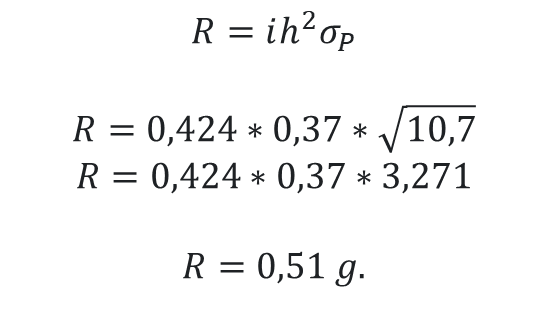 R = ih²σ_P
R = 0,424 * 0,37 * √10,7
R = 0,424 * 0,37 * 3,271
R = 0,51 g.